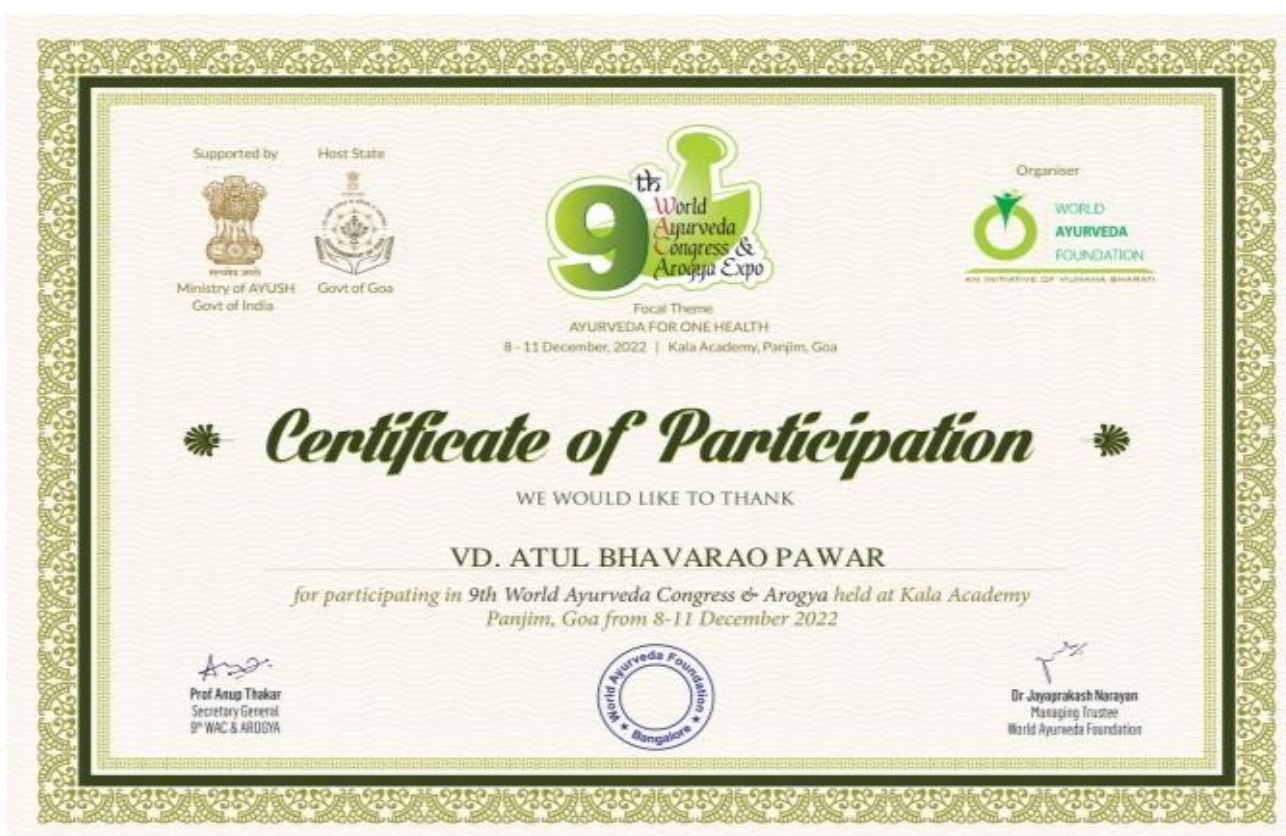 Supported by
Host State
सत्यमेव जयते
Ministry of AYUSH
Govt of India
Govt of Goa
9th
World
Ayurveda
Congress &
Arogya Expo
Focal Theme
AYURVEDA FOR ONE HEALTH
8 - 11 December, 2022 | Kala Academy, Panjim, Goa
Organiser
WORLD
AYURVEDA
FOUNDATION
AN INITIATIVE OF VIJNANA BHARATI
Certificate of Participation
WE WOULD LIKE TO THANK
VD. ATUL BHAVARAO PAWAR
for participating in 9th World Ayurveda Congress & Arogya held at Kala Academy
Panjim, Goa from 8-11 December 2022
Prof Anup Thakar
Secretary General
9th WAC & AROGYA
World Ayurveda Foundation
★ Bangalore ★
Dr Jayaprakash Narayan
Managing Trustee
World Ayurveda Foundation